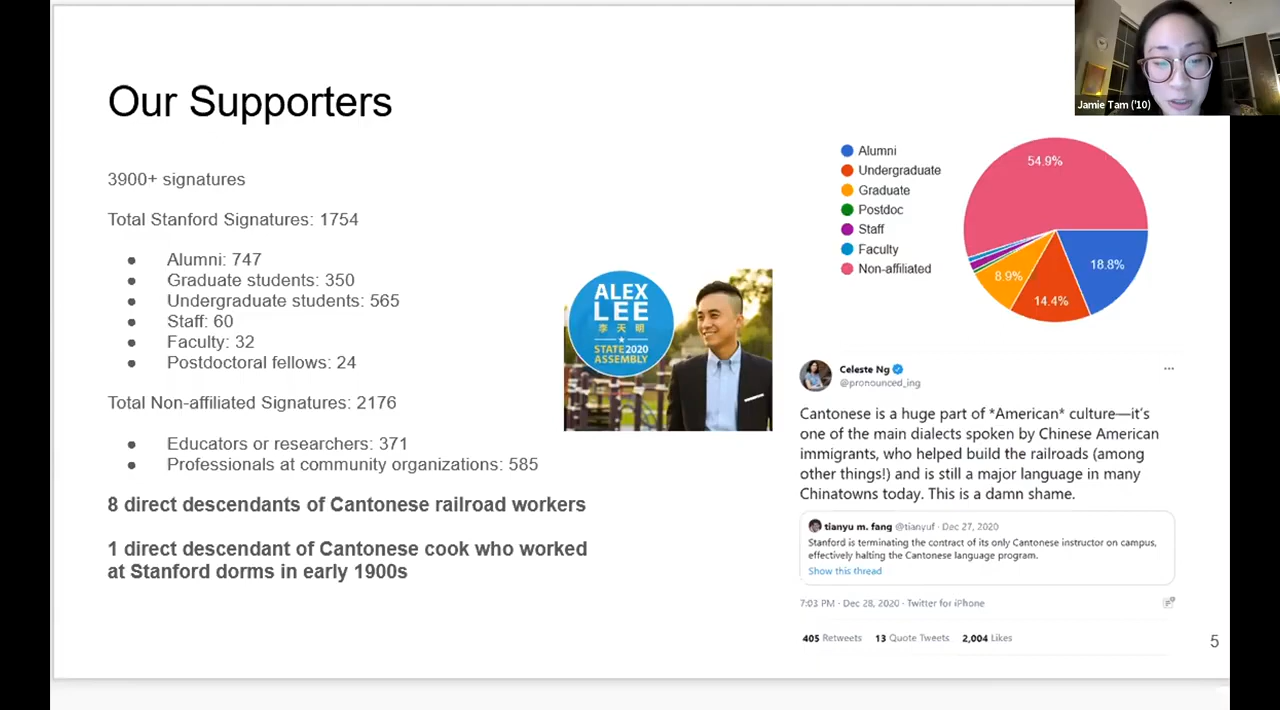 Our Supporters
3900+ signatures
Total Stanford Signatures: 1754
● Alumni: 747
● Graduate students: 350
● Undergraduate students: 565
● Staff: 60
● Faculty: 32
● Postdoctoral fellows: 24
Total Non-affiliated Signatures: 2176
● Educators or researchers: 371
● Professionals at community organizations: 585
8 direct descendants of Cantonese railroad workers
1 direct descendant of Cantonese cook who worked
at Stanford dorms in early 1900s
ALEX
LEE
李天明
STATE 2020
ASSEMBLY
Jamie Tam ('10)
Alumni
Undergraduate
Graduate
Postdoc
Staff
Faculty
Non-affiliated
54.9%
18.8%
8.9%
14.4%
Celeste Ng
@pronounced_ing
Cantonese is a huge part of *American* culture—it's
one of the main dialects spoken by Chinese American
immigrants, who helped build the railroads (among
other things!) and is still a major language in many
Chinatowns today. This is a damn shame.
tianyu m. fang @tianyuf · Dec 27, 2020
Stanford is terminating the contract of its only Cantonese instructor on campus,
effectively halting the Cantonese language program.
Show this thread
7:03 PM · Dec 28, 2020 · Twitter for iPhone
405 Retweets 13 Quote Tweets 2,004 Likes
5